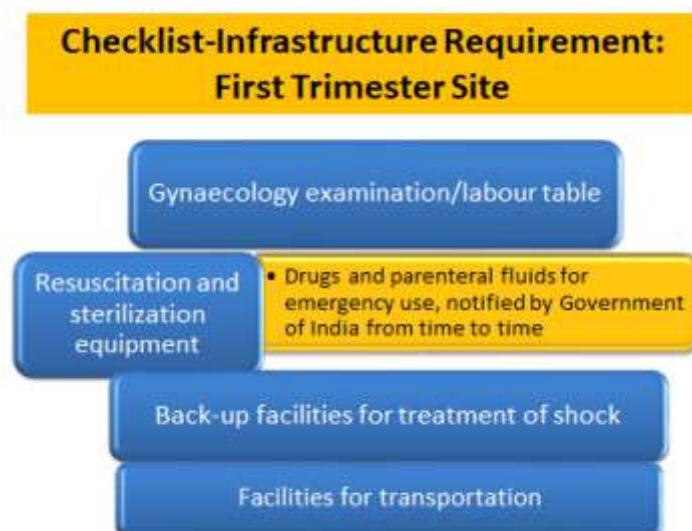 Checklist-Infrastructure Requirement:
First Trimester Site
Gynaecology examination/labour table
Resuscitation and
sterilization
equipment
• Drugs and parenteral fluids for
emergency use, notified by Government
of India from time to time
Back-up facilities for treatment of shock
Facilities for transportation